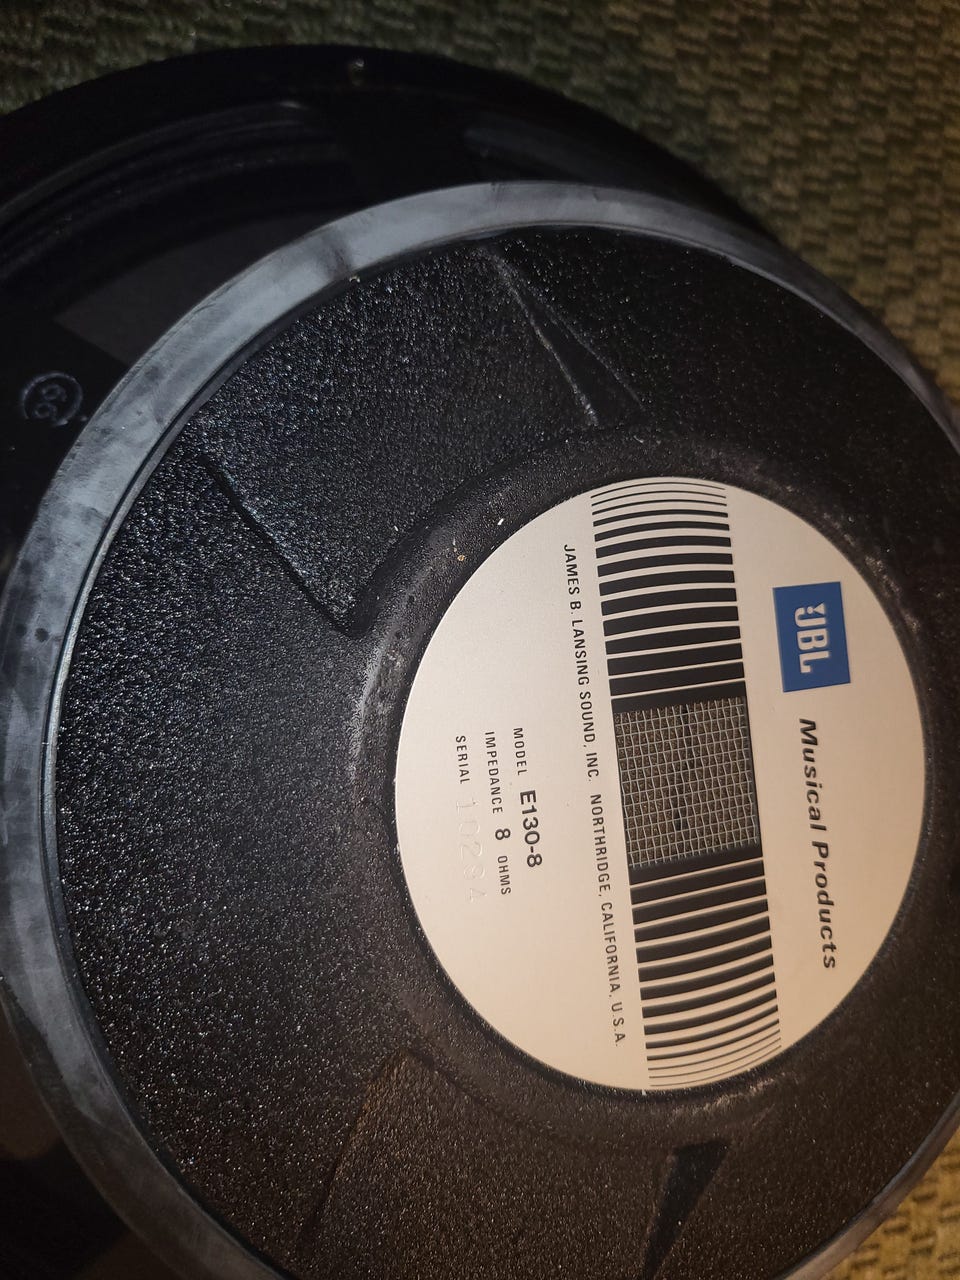 JBL
Musical Products
JAMES B. LANSING SOUND, INC. NORTHRIDGE, CALIFORNIA, U.S.A.
MODEL E130-8
IMPEDANCE 8 OHMS
SERIAL